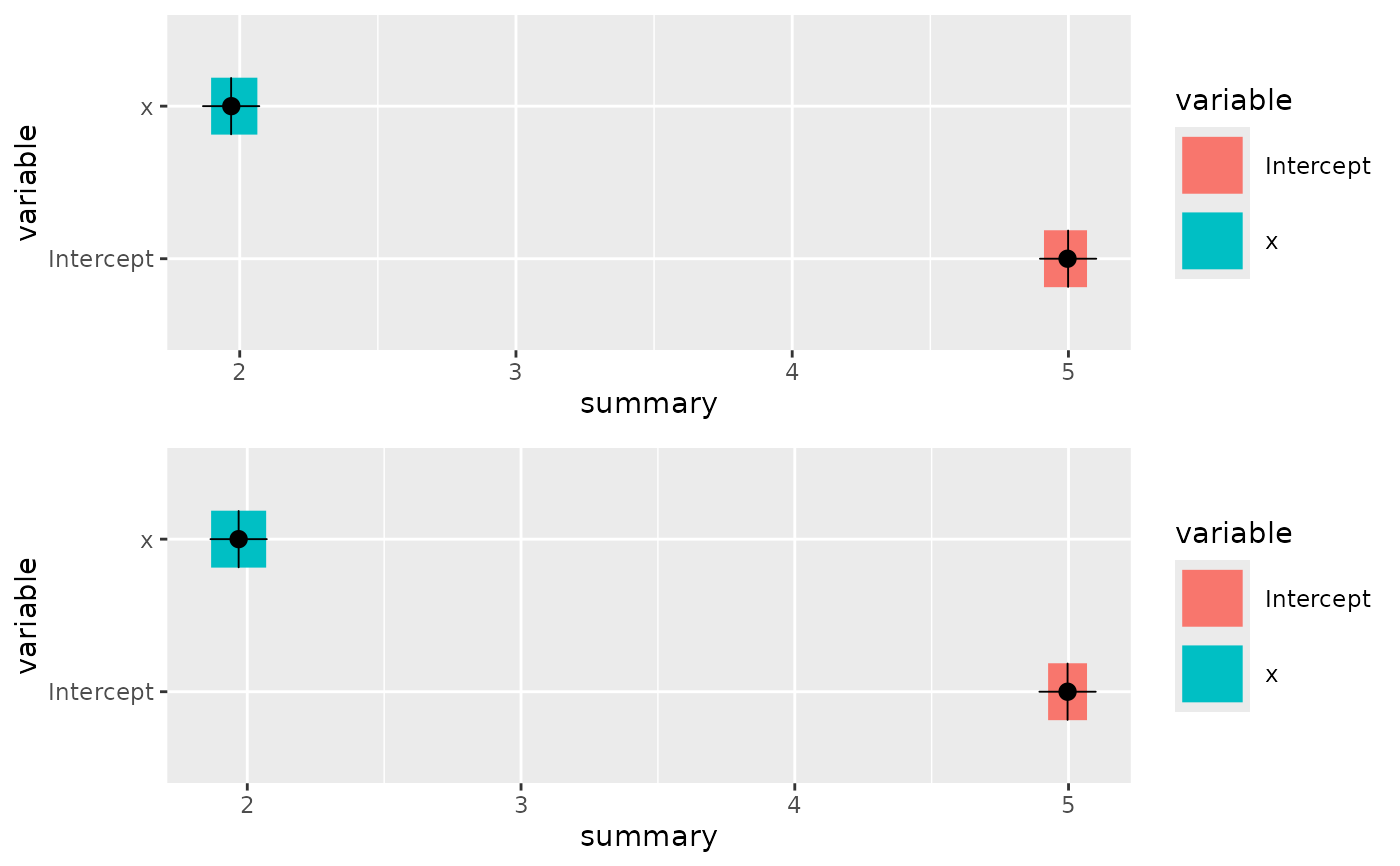 variable
x
Intercept
2 3 4 5
summary
variable
Intercept
x
variable
x
Intercept
2 3 4 5
summary
variable
Intercept
x